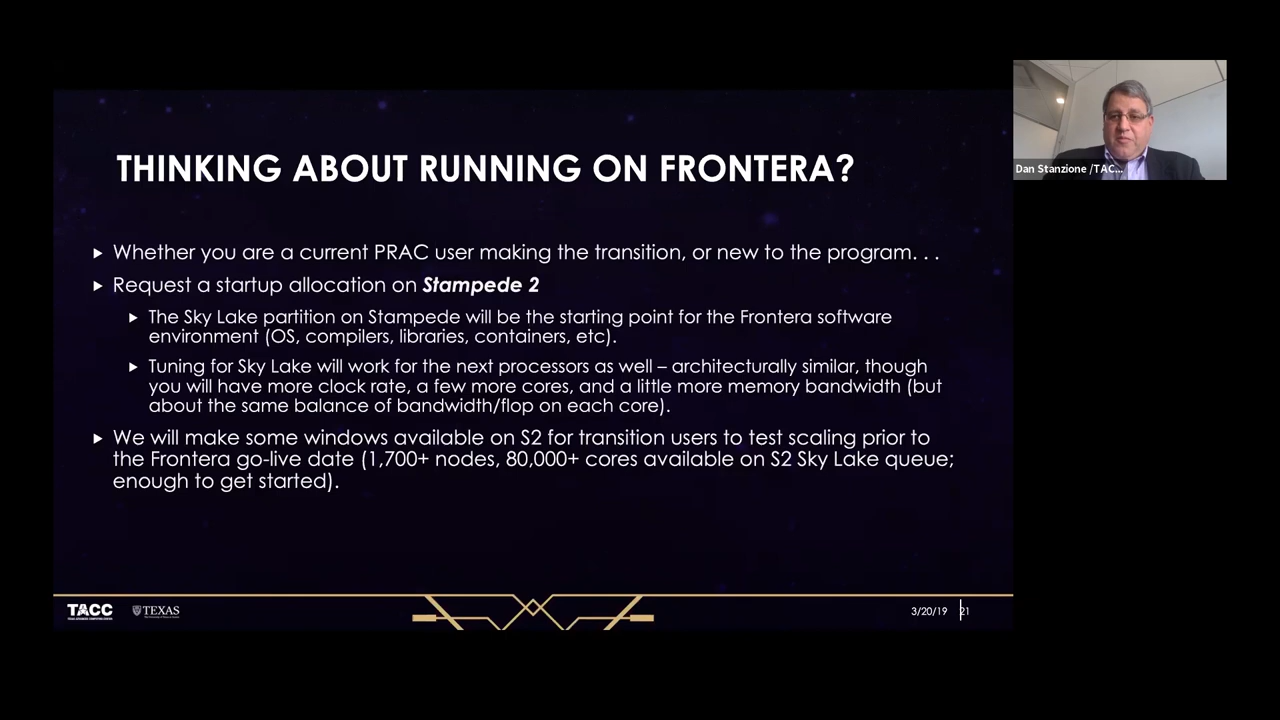 THINKING ABOUT RUNNING ON FRONTERA?
Dan Stanzione /TAC...
Whether you are a current PRAC user making the transition, or new to the program. . .
Request a startup allocation on Stampede 2
The Sky Lake partition on Stampede will be the starting point for the Frontera software
environment (OS, compilers, libraries, containers, etc).
Tuning for Sky Lake will work for the next processors as well – architecturally similar, though
you will have more clock rate, a few more cores, and a little more memory bandwidth (but
about the same balance of bandwidth/flop on each core).
We will make some windows available on S2 for transition users to test scaling prior to
the Frontera go-live date (1,700+ nodes, 80,000+ cores available on S2 Sky Lake queue;
enough to get started).
TACC
TEXAS
3/20/19
21